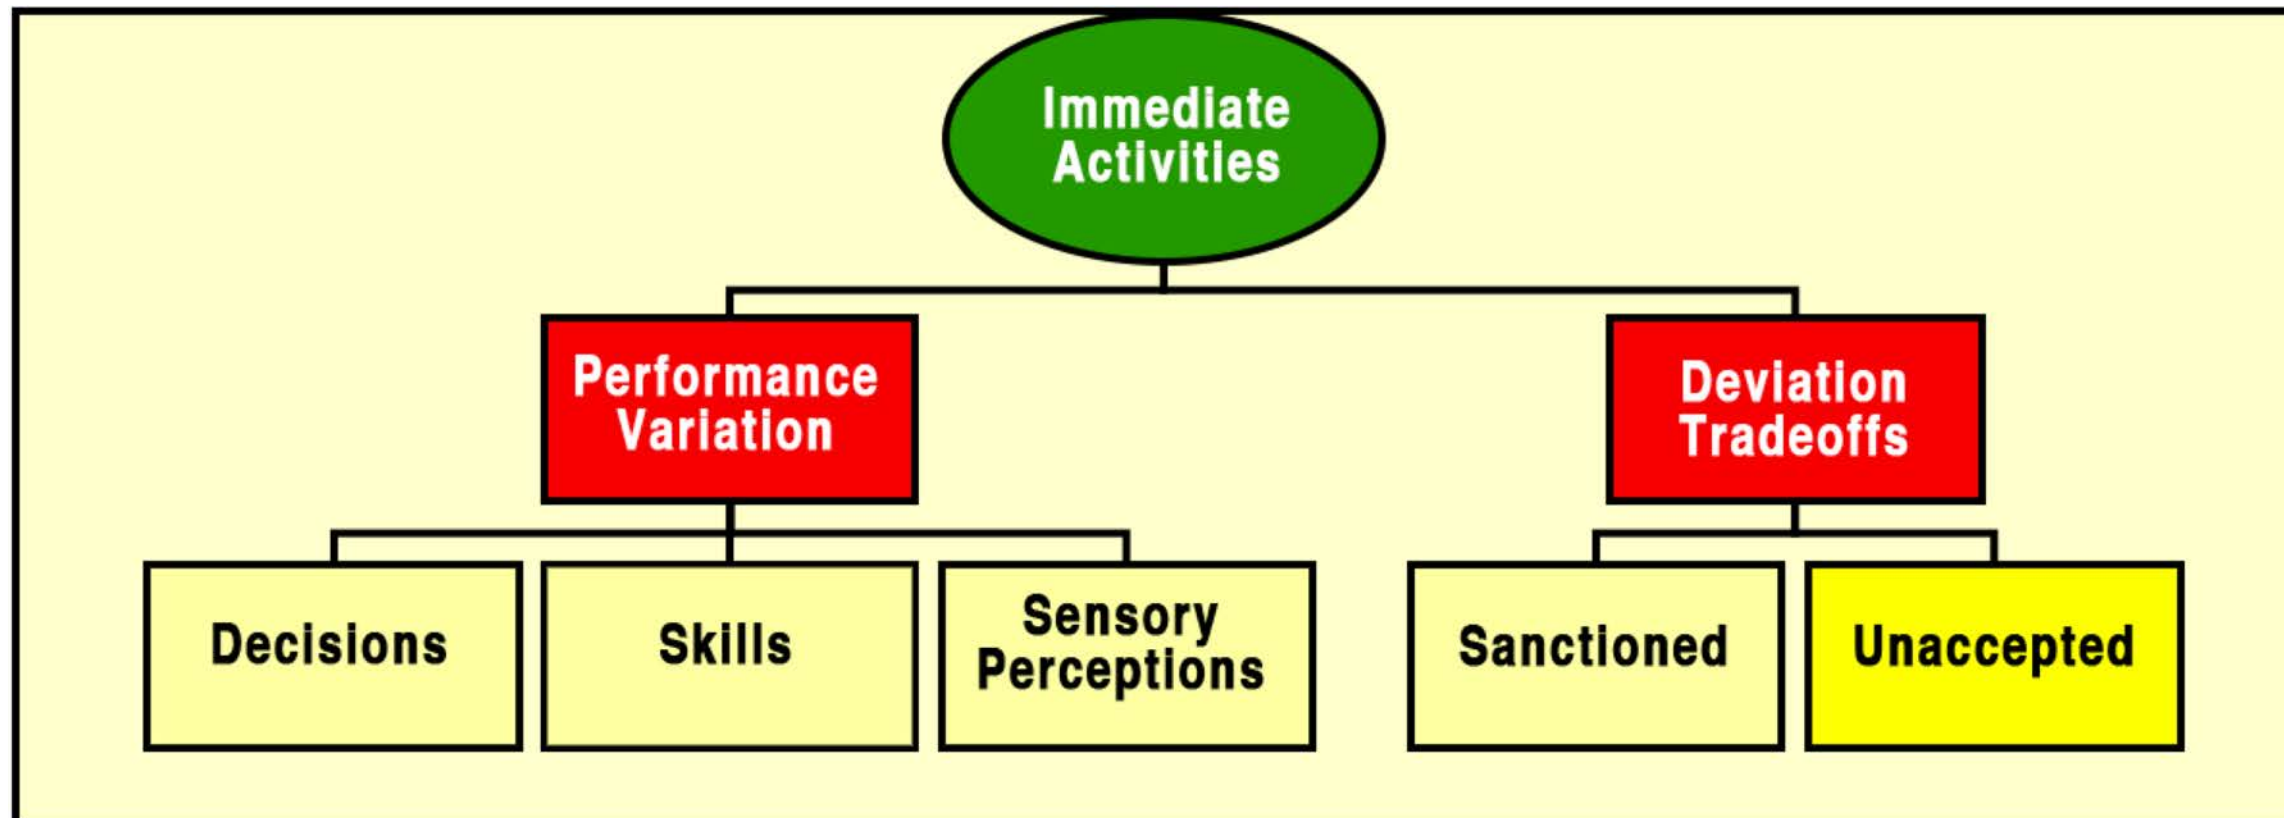 Immediate
Activities
Performance
Variation
Deviation
Tradeoffs
Decisions
Skills
Sensory
Perceptions
Sanctioned
Unaccepted